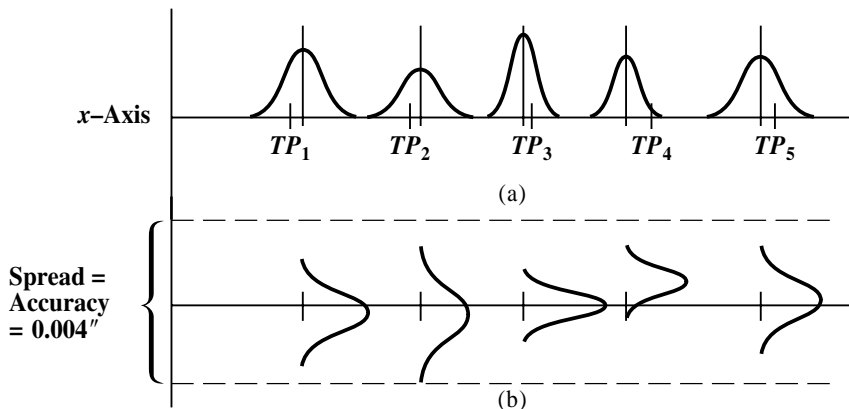 x–Axis
TP1 TP2 TP3 TP4 TP5
(a)
Spread =
Accuracy
= 0.004″
(b)